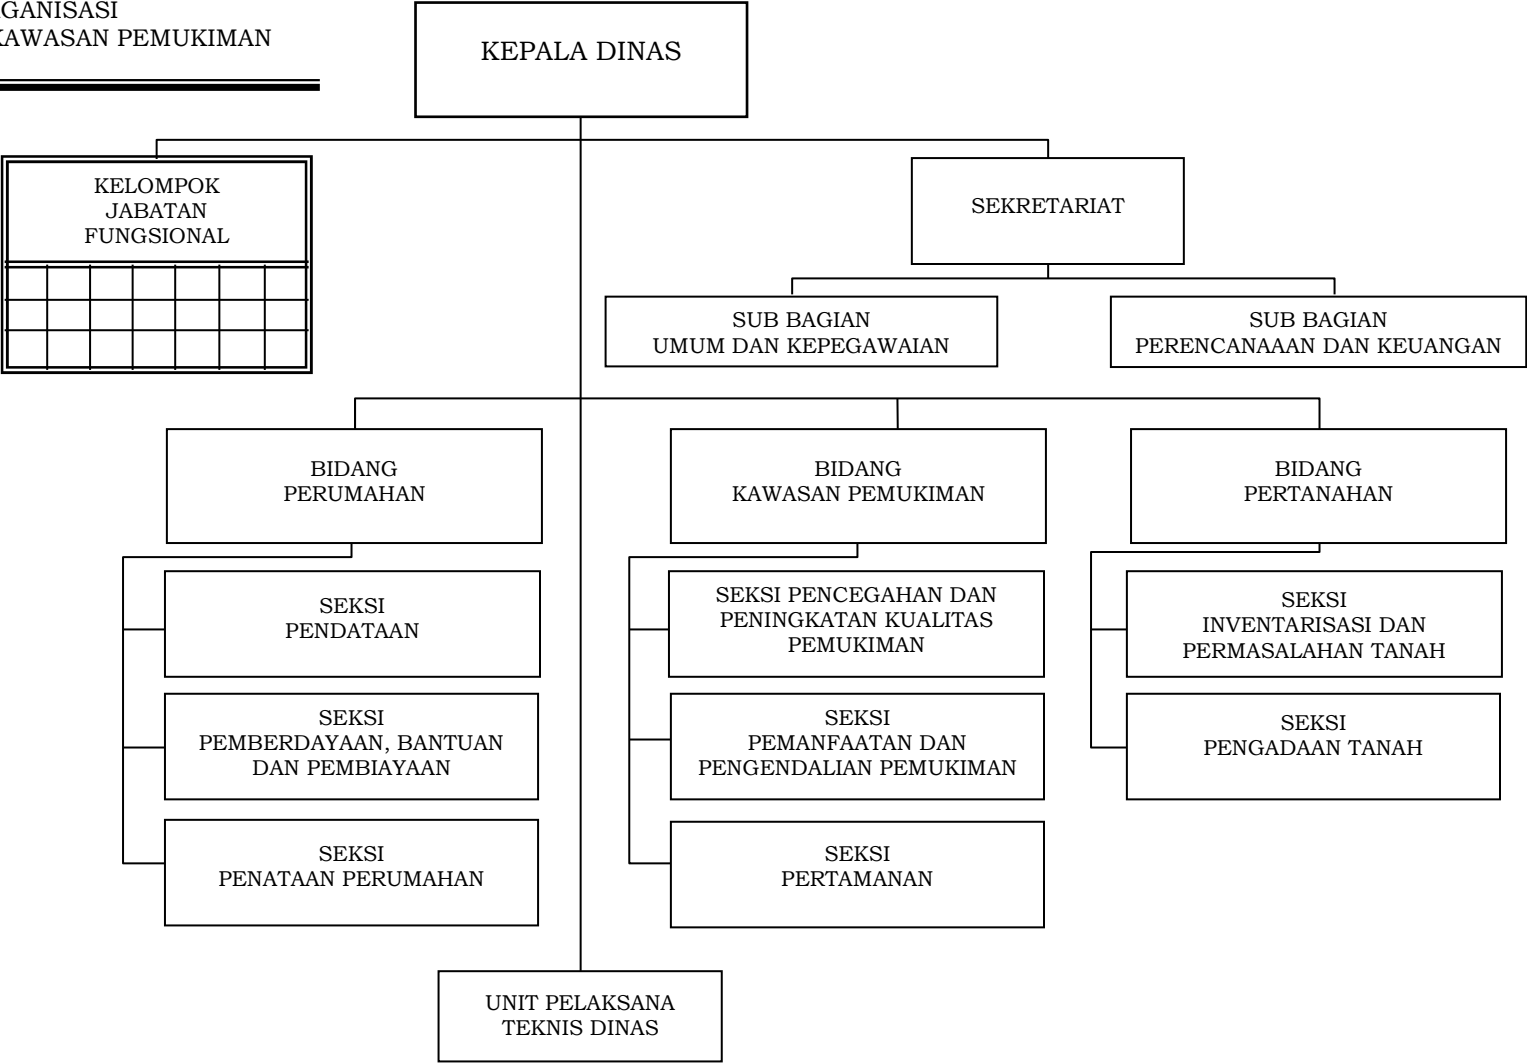 GANISASI
KAWASAN PEMUKIMAN
KEPALA DINAS
KELOMPOK
JABATAN
FUNGSIONAL
SEKRETARIAT
SUB BAGIAN
UMUM DAN KEPEGAWAIAN
SUB BAGIAN
PERENCANAAAN DAN KEUANGAN
BIDANG
PERUMAHAN
BIDANG
KAWASAN PEMUKIMAN
BIDANG
PERTANAHAN
SEKSI
PENDATAAN
SEKSI PENCEGAHAN DAN
PENINGKATAN KUALITAS
PEMUKIMAN
SEKSI
INVENTARISASI DAN
PERMASALAHAN TANAH
SEKSI
PEMBERDAYAAN, BANTUAN
DAN PEMBIAYAAN
SEKSI
PEMANFAATAN DAN
PENGENDALIAN PEMUKIMAN
SEKSI
PENGADAAN TANAH
SEKSI
PENATAAN PERUMAHAN
SEKSI
PERTAMANAN
UNIT PELAKSANA
TEKNIS DINAS